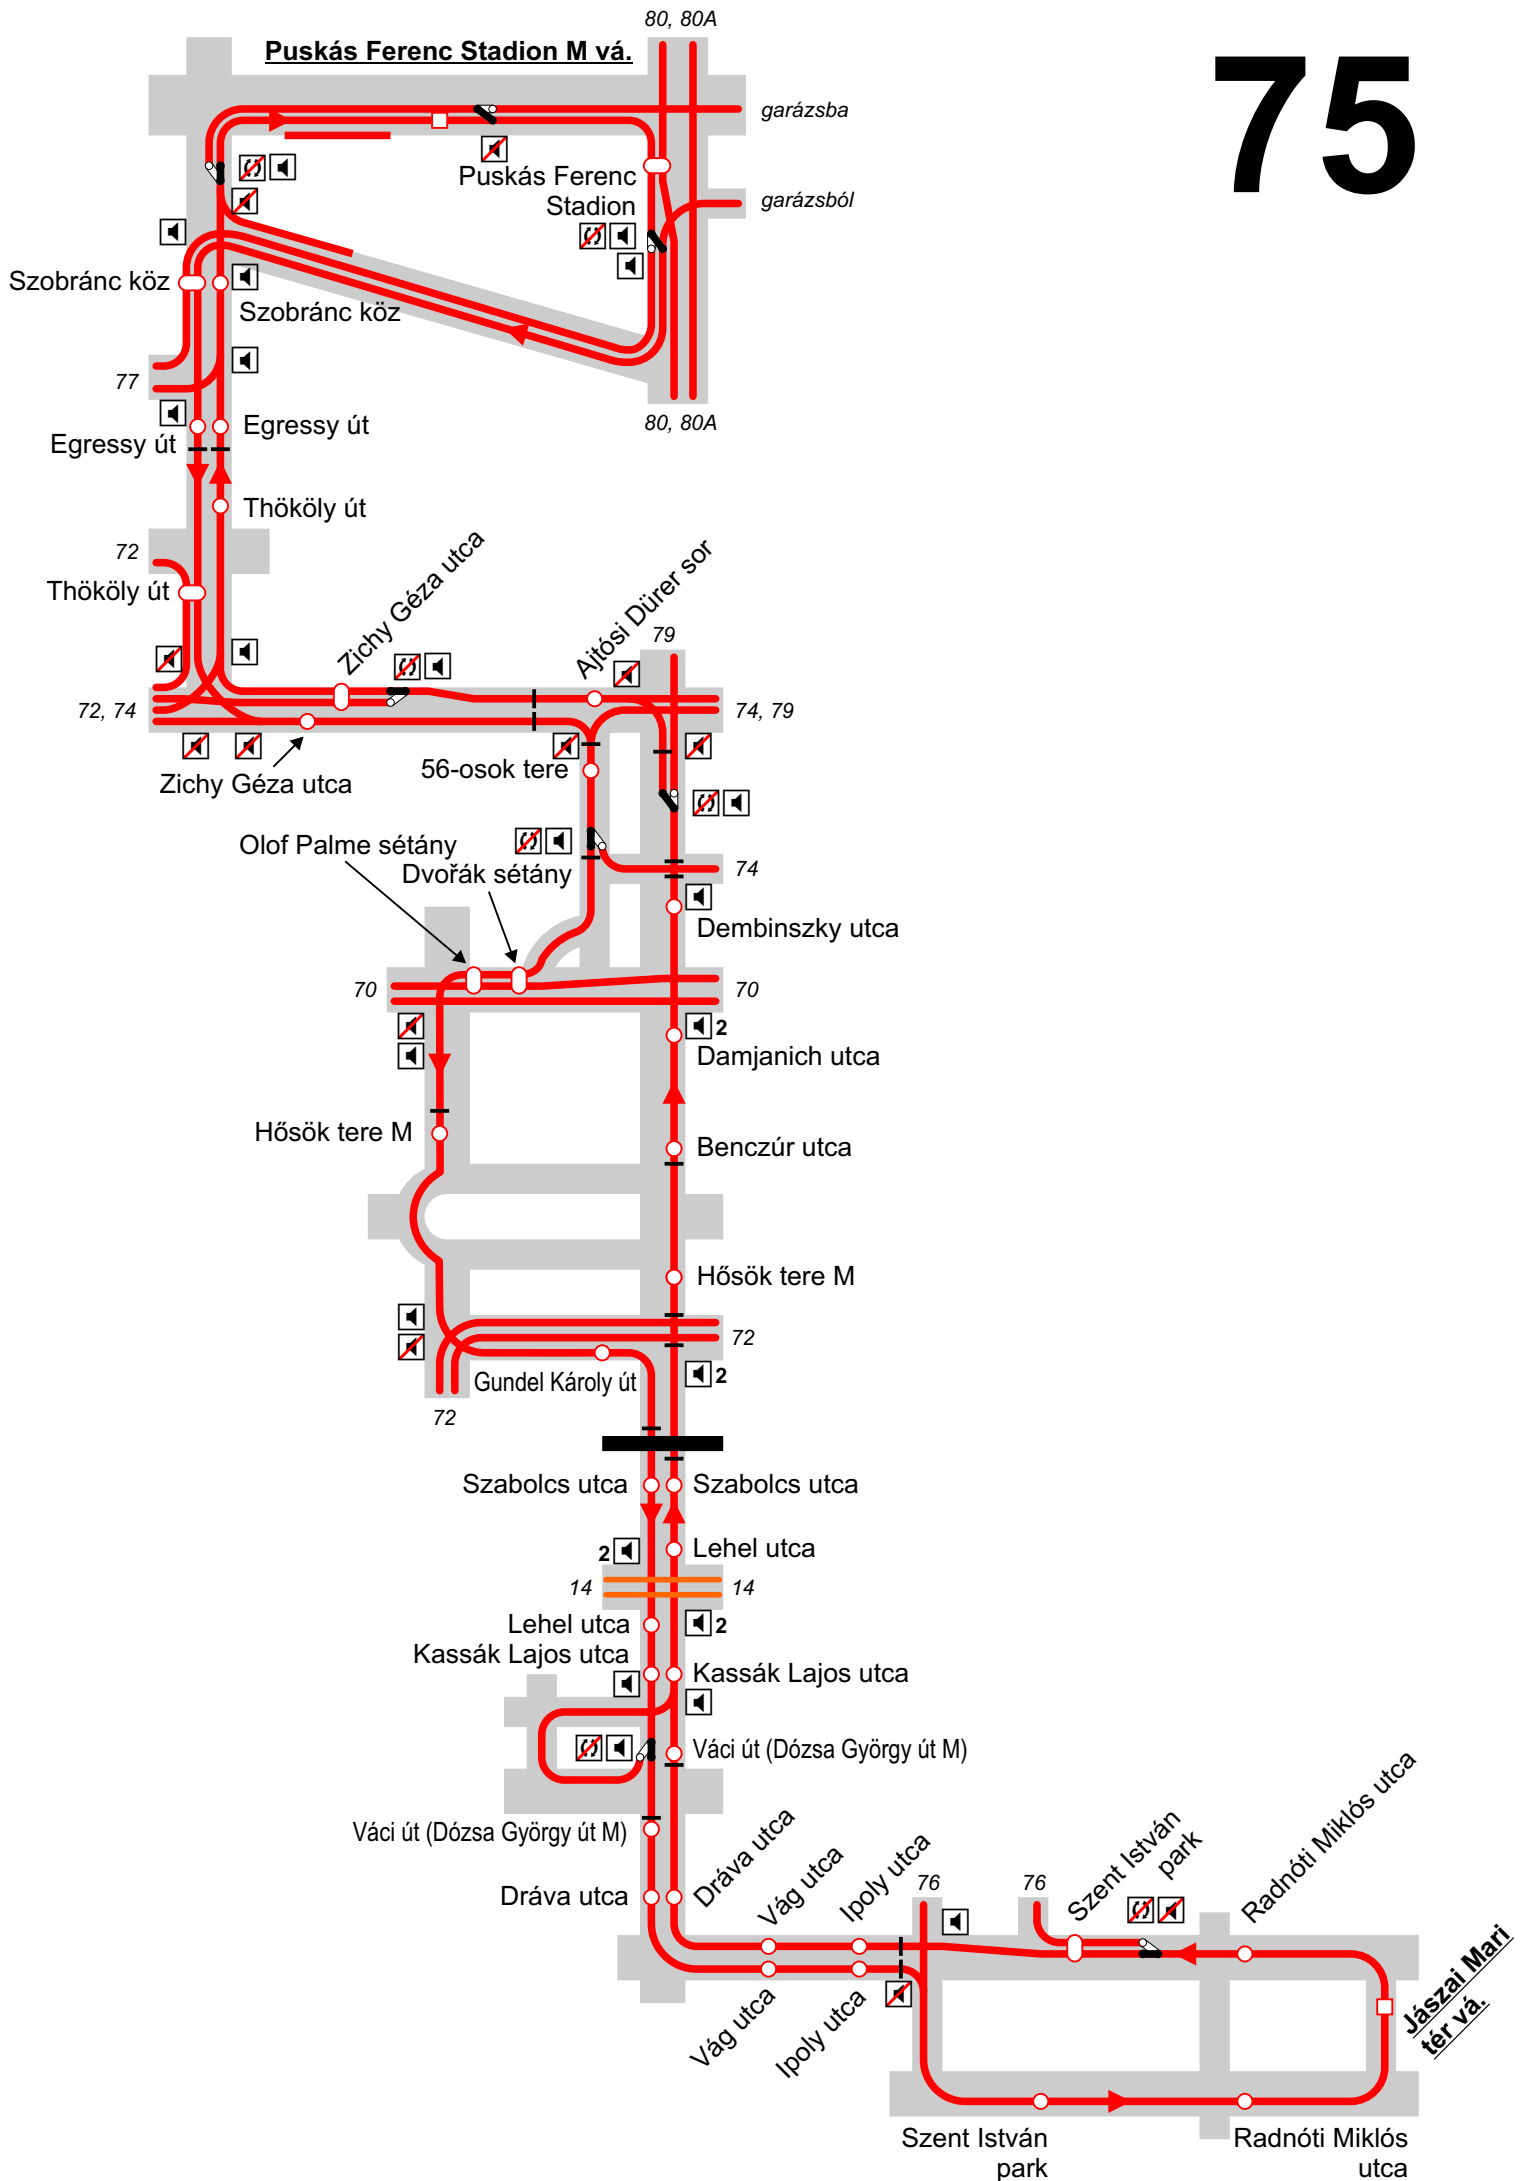 80, 80A
Puskás Ferenc Stadion M vá.
75
garázsba
Puskás Ferenc
Stadion
garázsból
Szobránc köz
Szobránc köz
77
80, 80A
Egressy út
Egressy út
Thököly út
72
Thököly út
Zichy Géza utca
Ajtósi Dürer sor
79
72, 74
74, 79
56-osok tere
Zichy Géza utca
Olof Palme sétány
Dvořák sétány
74
Dembinszky utca
70
70
2
Damjanich utca
Hősök tere M
Benczúr utca
Hősök tere M
72
2
Gundel Károly út
72
Szabolcs utca
Szabolcs utca
2
Lehel utca
14
14
Lehel utca
2
Kassák Lajos utca
Kassák Lajos utca
Váci út (Dózsa György út M)
Váci út (Dózsa György út M)
Dráva utca
Dráva utca
Vág utca
Ipoly utca
76
76
Szent István
park
Radnóti Miklós utca
Jászai Mari
tér vá.
Vág utca
Ipoly utca
Szent István
park
Radnóti Miklós
utca